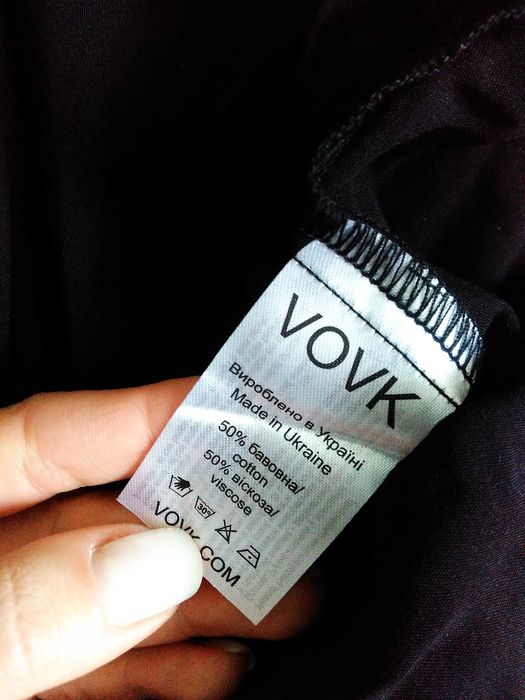 VOVK
Вироблено в Україні
Made in Ukraine
50% бавовна/
cotton
50% віскоза/
viscose
30°
VOVK.COM